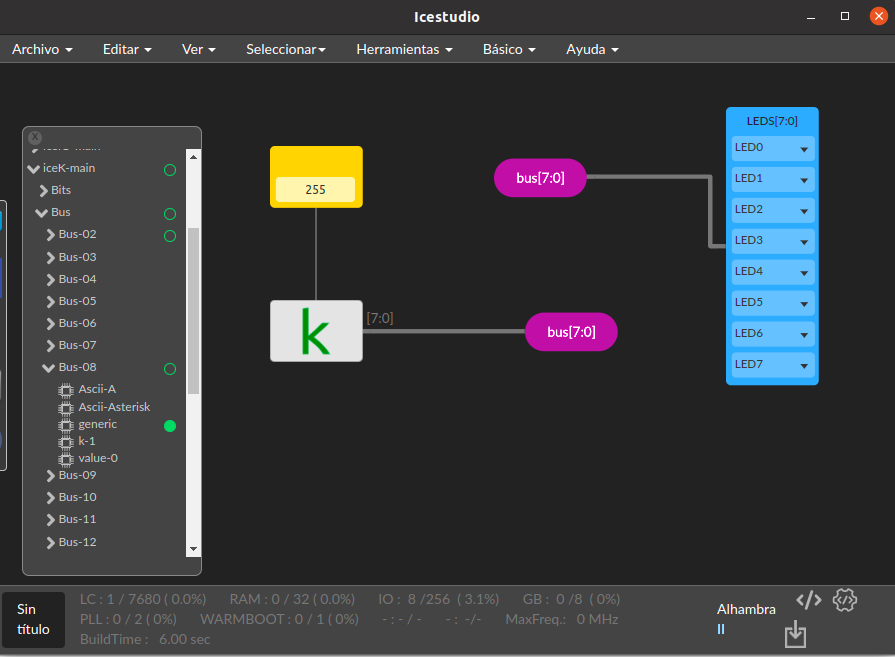 Icestudio
Archivo Editar Ver Seleccionar Herramientas Básico Ayuda
X
iceK-main
Bits
Bus
Bus-02
Bus-03
Bus-04
Bus-05
Bus-06
Bus-07
Bus-08
Ascii-A
Ascii-Asterisk
generic
k-1
value-0
Bus-09
Bus-10
Bus-11
Bus-12
255
k
[7:0]
bus[7:0]
bus[7:0]
LEDS[7:0]
LED0
LED1
LED2
LED3
LED4
LED5
LED6
LED7
Sin
título
LC : 1 / 7680 ( 0.0%) RAM : 0 / 32 ( 0.0%) IO : 8 /256 ( 3.1%) GB : 0 /8 ( 0%)
PLL : 0 / 2 ( 0%) WARMBOOT : 0 / 1 ( 0%) - : - / - - : -/- MaxFreq.: 0 MHz
BuildTime : 6.00 sec
Alhambra
II